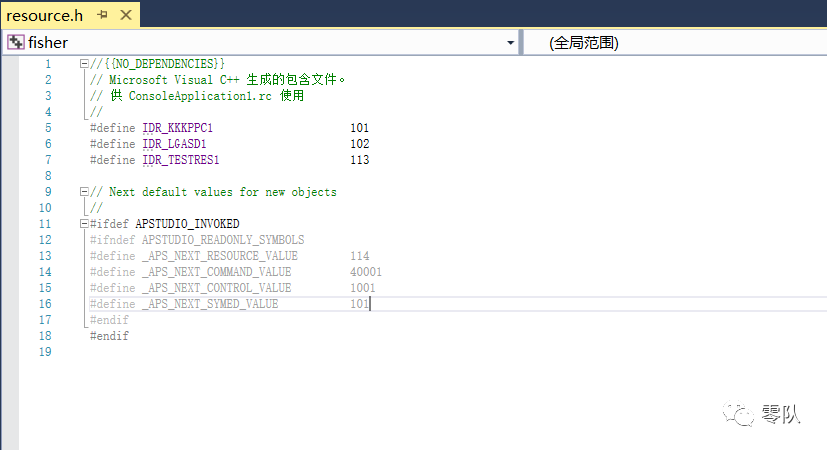 resource.h
fisher (全局范围)
1 //{{NO_DEPENDENCIES}}
2 // Microsoft Visual C++ 生成的包含文件。
3 // 供 ConsoleApplication1.rc 使用
4 //
5 #define IDR_KKKPPC1 101
6 #define IDR_LGASD1 102
7 #define IDR_TESTRES1 113
8
9 // Next default values for new objects
10 //
11 #ifdef APSTUDIO_INVOKED
12 #ifndef APSTUDIO_READONLY_SYMBOLS
13 #define _APS_NEXT_RESOURCE_VALUE 114
14 #define _APS_NEXT_COMMAND_VALUE 40001
15 #define _APS_NEXT_CONTROL_VALUE 1001
16 #define _APS_NEXT_SYMED_VALUE 101
17 #endif
18 #endif
19
零队